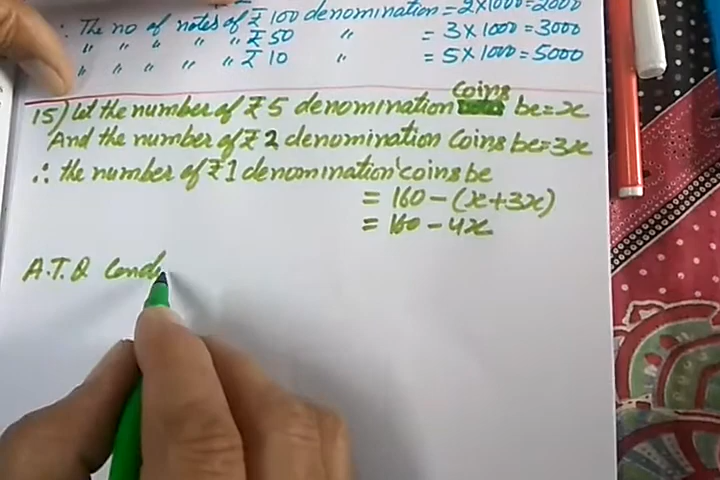 ∴ The no of notes of ₹ 100 denomination = 2×1000 = 2000
" " " " " ₹ 50 " = 3×1000 = 3000
" " " " " ₹ 10 " = 5×1000 = 5000
15) Let the number of ₹ 5 denomination Coins be = x
And the number of ₹ 2 denomination Coins be = 3x
∴ the number of ₹ 1 denomination coins be
= 160 - (x+3x)
= 160 - 4x
A.T.Q Cond